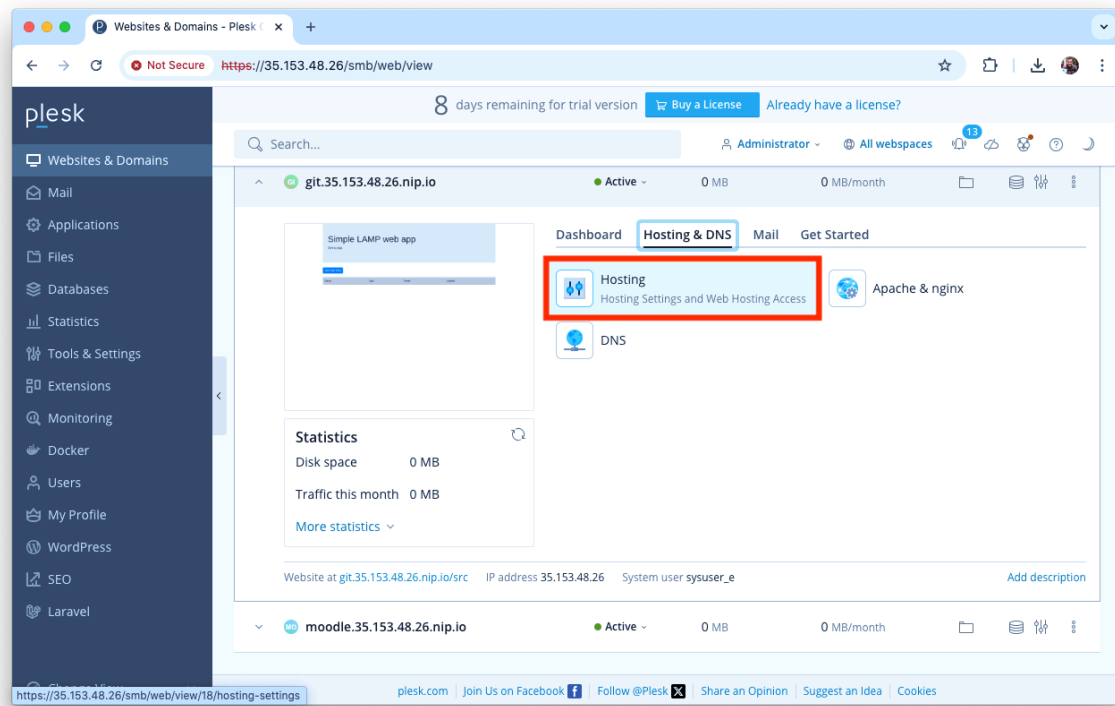 Websites & Domains - Plesk
Not Secure https://35.153.48.26/smb/web/view
plesk
8 days remaining for trial version Buy a License Already have a license?
Search... Administrator All webspaces 13
Websites & Domains
Mail
Applications
Files
Databases
Statistics
Tools & Settings
Extensions
Monitoring
Docker
Users
My Profile
WordPress
SEO
Laravel
git.35.153.48.26.nip.io Active 0 MB 0 MB/month
Simple LAMP web app
Dashboard Hosting & DNS Mail Get Started
Hosting
Hosting Settings and Web Hosting Access
Apache & nginx
DNS
Statistics
Disk space 0 MB
Traffic this month 0 MB
More statistics
Website at git.35.153.48.26.nip.io/src IP address 35.153.48.26 System user sysuser_e Add description
MO moodle.35.153.48.26.nip.io Active 0 MB 0 MB/month
https://35.153.48.26/smb/web/view/18/hosting-settings
plesk.com Join Us on Facebook Follow @Plesk Share an Opinion Suggest an Idea Cookies